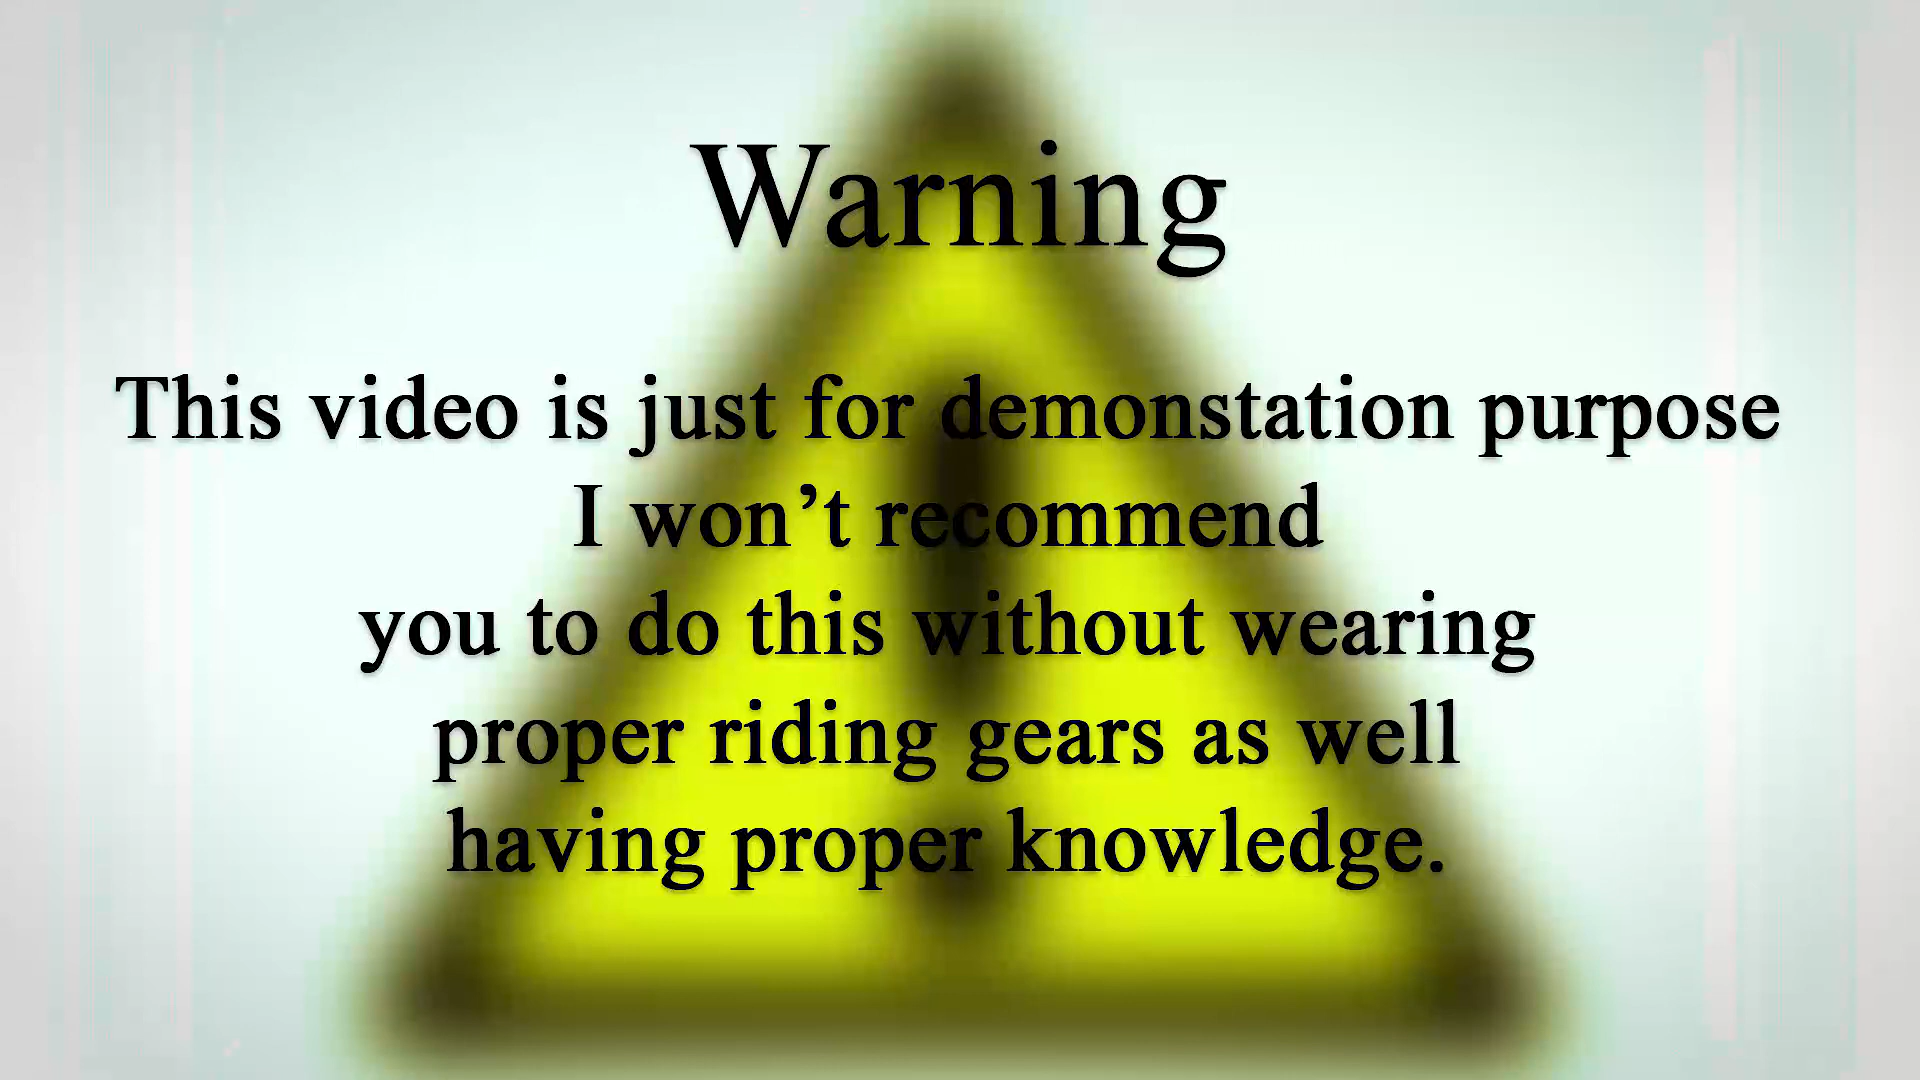 Warning
This video is just for demonstation purpose
I won’t recommend
you to do this without wearing
proper riding gears as well
having proper knowledge.